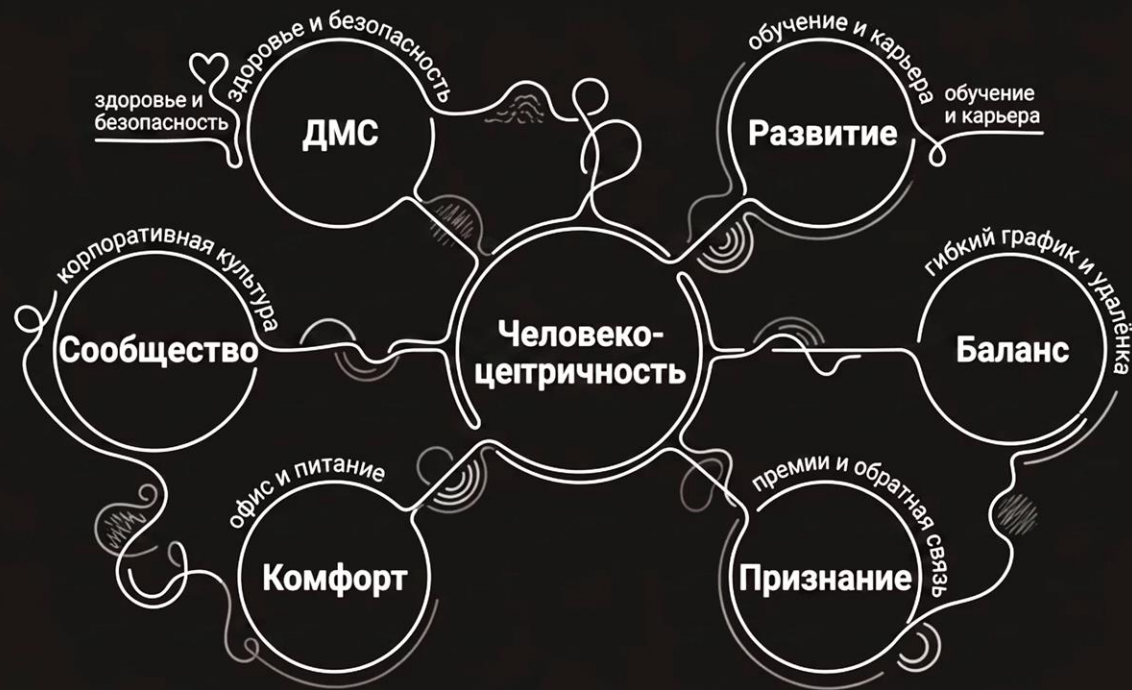 здоровье и безопасность
здоровье и
безопасность
ДМС
обучение и карьера
обучение
и карьера
Развитие
корпоративная культура
Сообщество
Человеко-
цетричность
гибкий график и удалёнка
Баланс
офис и питание
Комфорт
премии и обратная связь
Признание